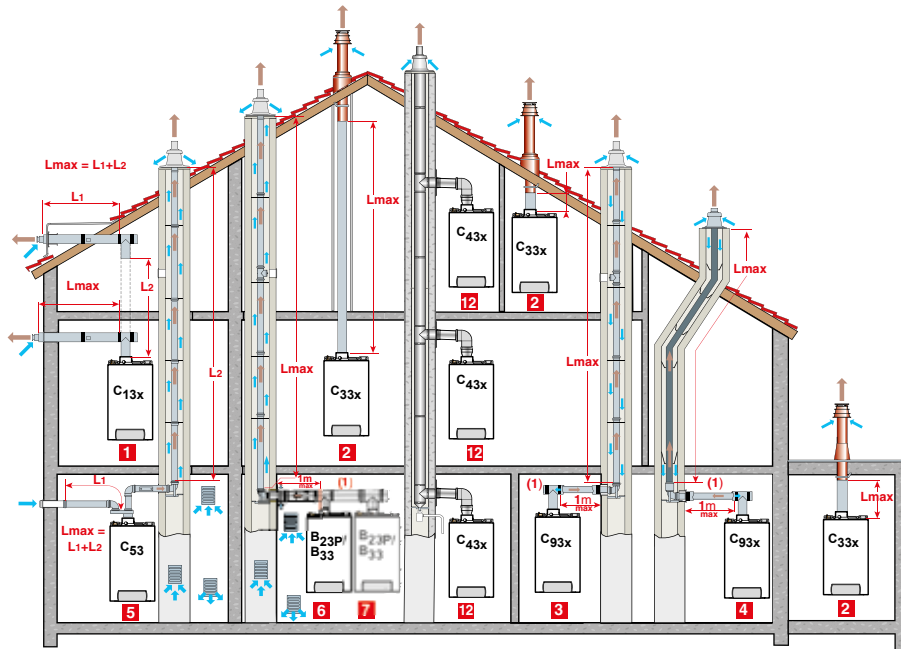 Lmax = L1+L2
L1
Lmax
L2
C13x
1
L1
Lmax =
L1+L2
C53
5
L2
Lmax
1m
max
(1)
B23P/
B33
6
B23P/
B33
7
Lmax
C33x
2
C43x
12
C43x
12
C43x
12
Lmax
C33x
2
Lmax
(1)
1m
max
C93x
3
Lmax
(1)
1m
max
C93x
4
Lmax
C33x
2